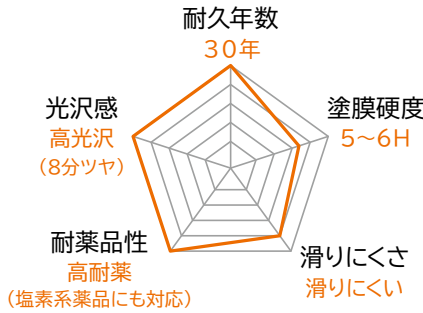 耐久年数
30年
光沢感
高光沢
（8分ツヤ）
塗膜硬度
5～6H
耐薬品性
高耐薬
（塩素系薬品にも対応）
滑りにくさ
滑りにくい